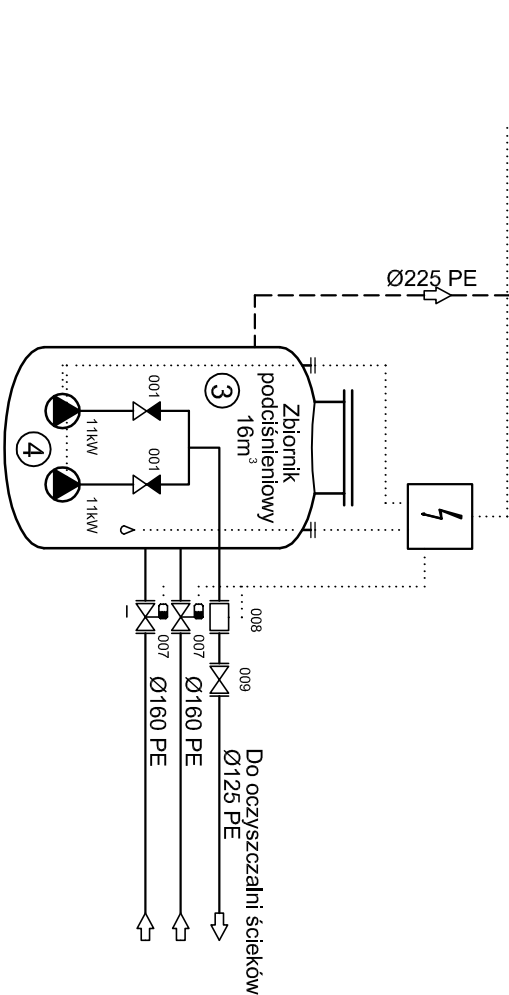 Ø225 PE
Zbiornik
podciśnieniowy
16m³
3
001
001
11kW
11kW
4
008
009
007
007
Ø160 PE
Ø160 PE
Do oczyszczalni ścieków
Ø125 PE